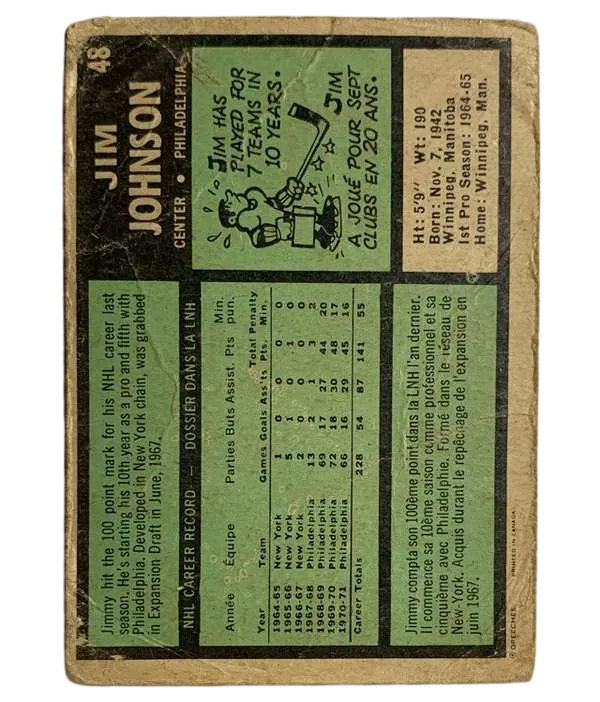 48
JIM
JOHNSON
CENTER • PHILADELPHIA
Jimmy hit the 100 point mark for his NHL career last
season. He's starting his 10th year as a pro and fifth with
Philadelphia. Developed in New York chain, was grabbed
in Expansion Draft in June, 1967.
NHL CAREER RECORD — DOSSIER DANS LA LNH
Année Équipe Parties Buts Assist. Pts Min. pun.
Year Team Games Goals Ass'ts Total Pts. Penalty Min.
1964-65 New York 1 0 0 0 0
1965-66 New York 5 1 0 1 0
1966-67 New York 2 0 0 0 0
1967-68 Philadelphia 13 2 1 3 2
1968-69 Philadelphia 69 17 27 44 20
1969-70 Philadelphia 72 18 30 48 17
1970-71 Philadelphia 66 16 29 45 16
Career Totals 228 54 87 141 55
JIM HAS
PLAYED FOR
7 TEAMS IN
10 YEARS.
JIM
A JOUÉ POUR SEPT
CLUBS EN 20 ANS.
Jimmy compta son 100ème point dans la LNH l'an dernier.
Il commence sa 10ème saison comme professionnel et sa
cinquième avec Philadelphie. Formé dans le réseau de
New-York. Acquis durant le repêchage de l'expansion en
juin 1967.
Ht: 5'9" Wt: 190
Born: Nov. 7, 1942
Winnipeg, Manitoba
1st Pro Season: 1964-65
Home: Winnipeg, Man.
© O-PEE-CHEE PRINTED IN CANADA